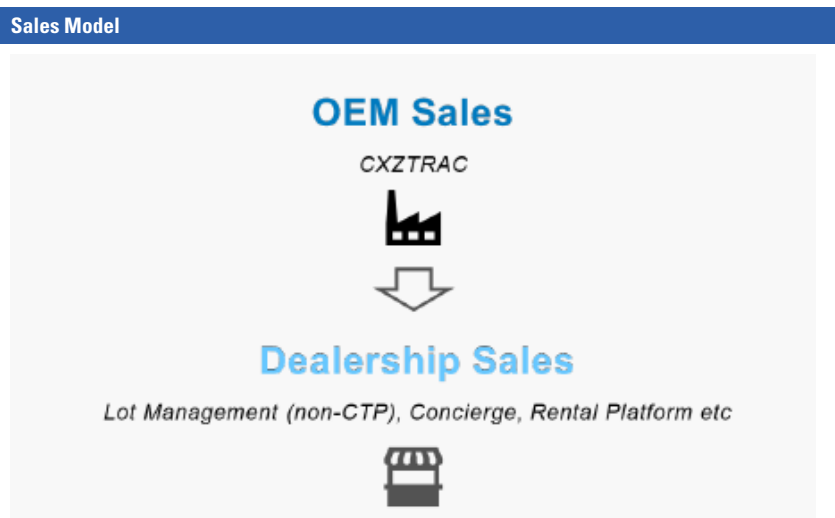 Sales Model
OEM Sales
CXZTRAC
Dealership Sales
Lot Management (non-CTP), Concierge, Rental Platform etc